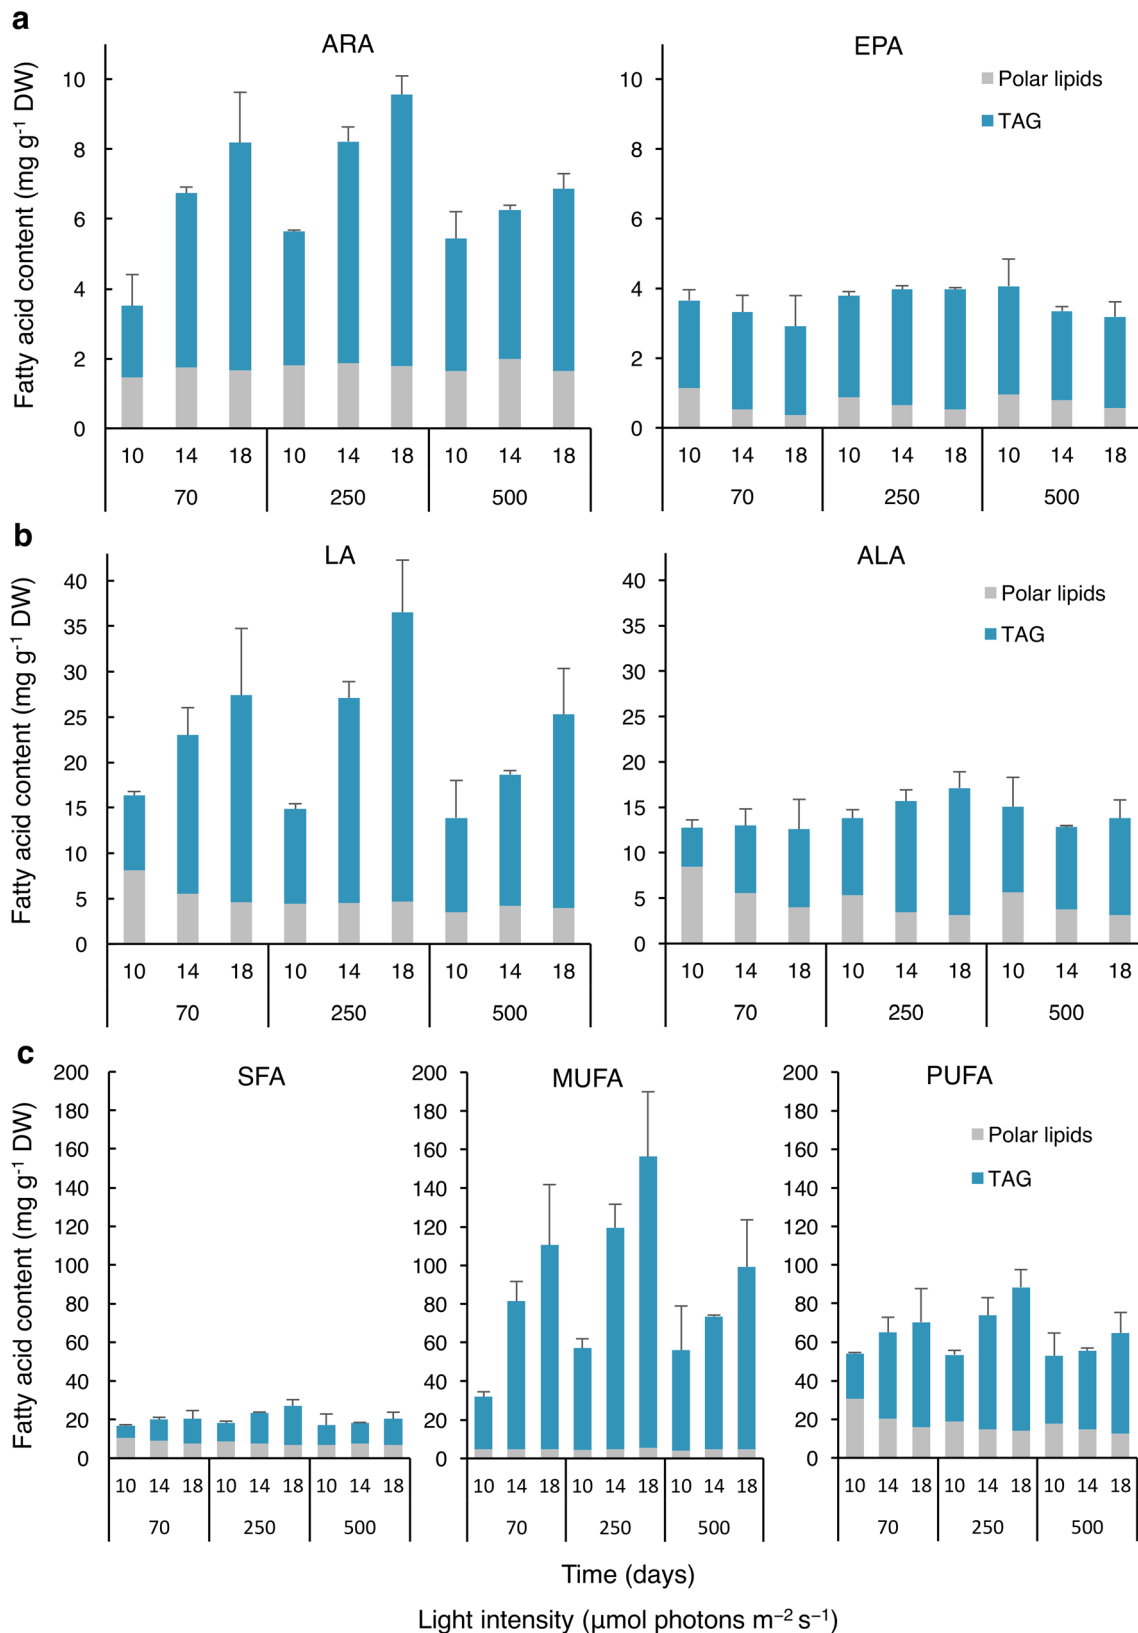 a
ARA
EPA
Fatty acid content (mg g⁻¹ DW)
10
8
6
4
2
0
10
8
6
4
2
0
Polar lipids
TAG
10 14 18 10 14 18 10 14 18
70 250 500
10 14 18 10 14 18 10 14 18
70 250 500
b
LA
ALA
Fatty acid content (mg g⁻¹ DW)
40
35
30
25
20
15
10
5
0
40
35
30
25
20
15
10
5
0
Polar lipids
TAG
10 14 18 10 14 18 10 14 18
70 250 500
10 14 18 10 14 18 10 14 18
70 250 500
c
SFA
MUFA
PUFA
Fatty acid content (mg g⁻¹ DW)
200
180
160
140
120
100
80
60
40
20
0
200
180
160
140
120
100
80
60
40
20
0
200
180
160
140
120
100
80
60
40
20
0
Polar lipids
TAG
10 14 18 10 14 18 10 14 18
70 250 500
10 14 18 10 14 18 10 14 18
70 250 500
10 14 18 10 14 18 10 14 18
70 250 500
Time (days)
Light intensity (μmol photons m⁻² s⁻¹)